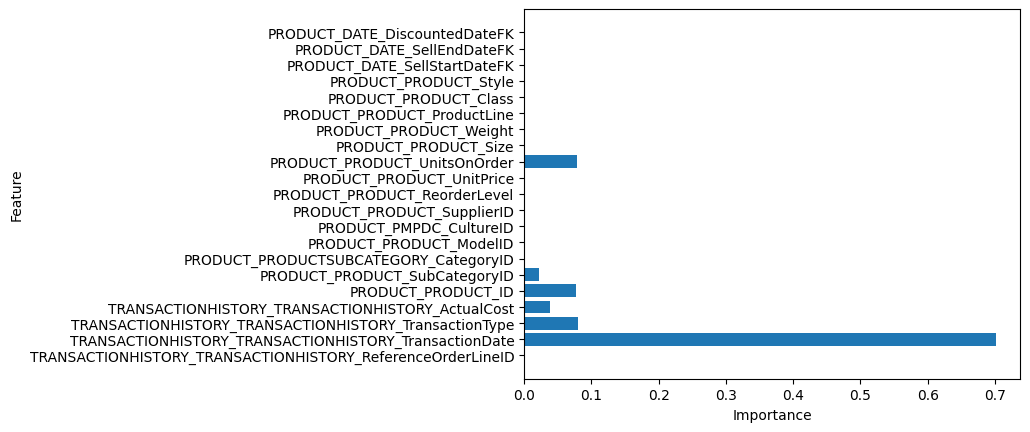 PRODUCT_DATE_DiscountedDateFK
PRODUCT_DATE_SellEndDateFK
PRODUCT_DATE_SellStartDateFK
PRODUCT_PRODUCT_Style
PRODUCT_PRODUCT_Class
PRODUCT_PRODUCT_ProductLine
PRODUCT_PRODUCT_Weight
PRODUCT_PRODUCT_Size
PRODUCT_PRODUCT_UnitsOnOrder
PRODUCT_PRODUCT_UnitPrice
PRODUCT_PRODUCT_ReorderLevel
PRODUCT_PRODUCT_SupplierID
PRODUCT_PMPDC_CultureID
PRODUCT_PRODUCT_ModelID
PRODUCT_PRODUCTSUBCATEGORY_CategoryID
PRODUCT_PRODUCT_SubCategoryID
PRODUCT_PRODUCT_ID
TRANSACTIONHISTORY_TRANSACTIONHISTORY_ActualCost
TRANSACTIONHISTORY_TRANSACTIONHISTORY_TransactionType
TRANSACTIONHISTORY_TRANSACTIONHISTORY_TransactionDate
TRANSACTIONHISTORY_TRANSACTIONHISTORY_ReferenceOrderLineID
Feature
0.0 0.1 0.2 0.3 0.4 0.5 0.6 0.7
Importance